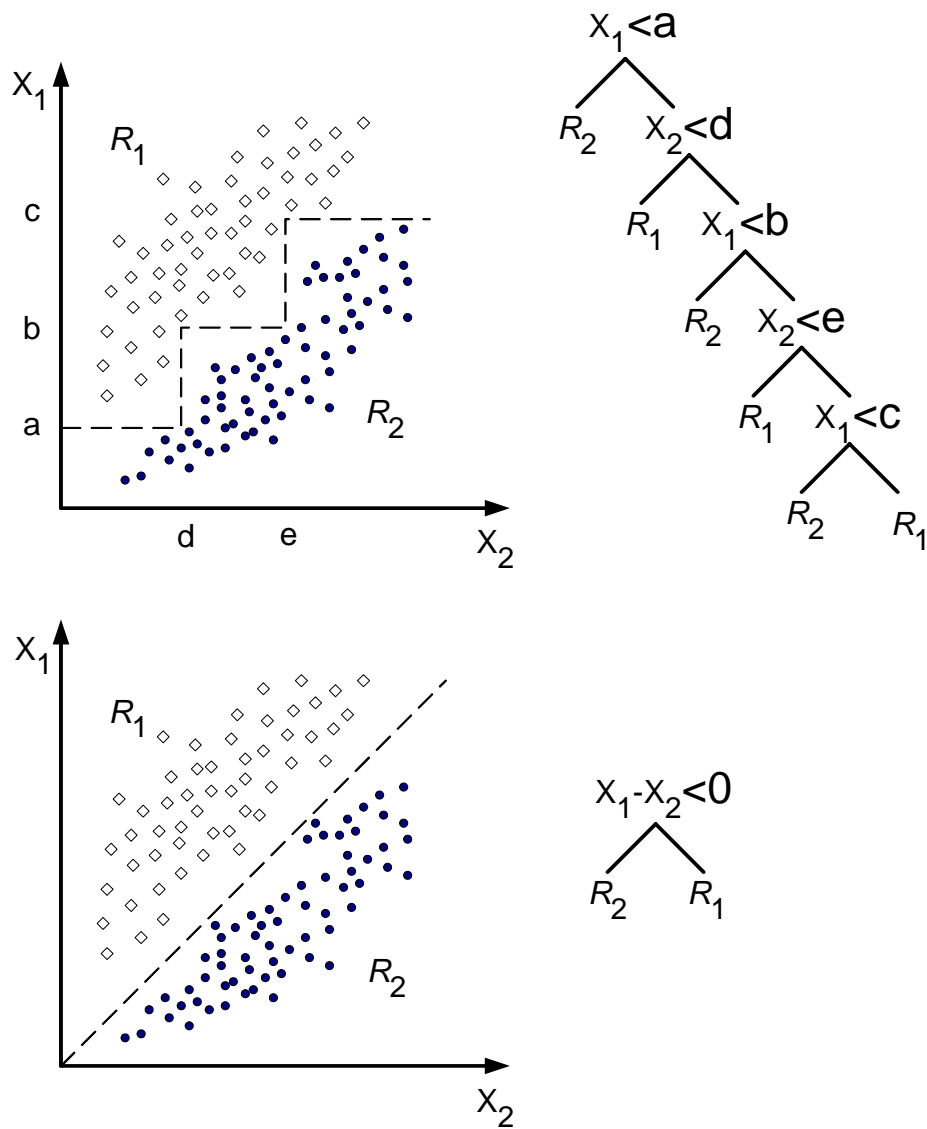 X1
R1
c
b
a
R2
d e
X2
X1<a
R2 X2<d
R1 X1<b
R2 X2<e
R1 X1<c
R2 R1
X1
R1
R2
X2
X1-X2<0
R2 R1